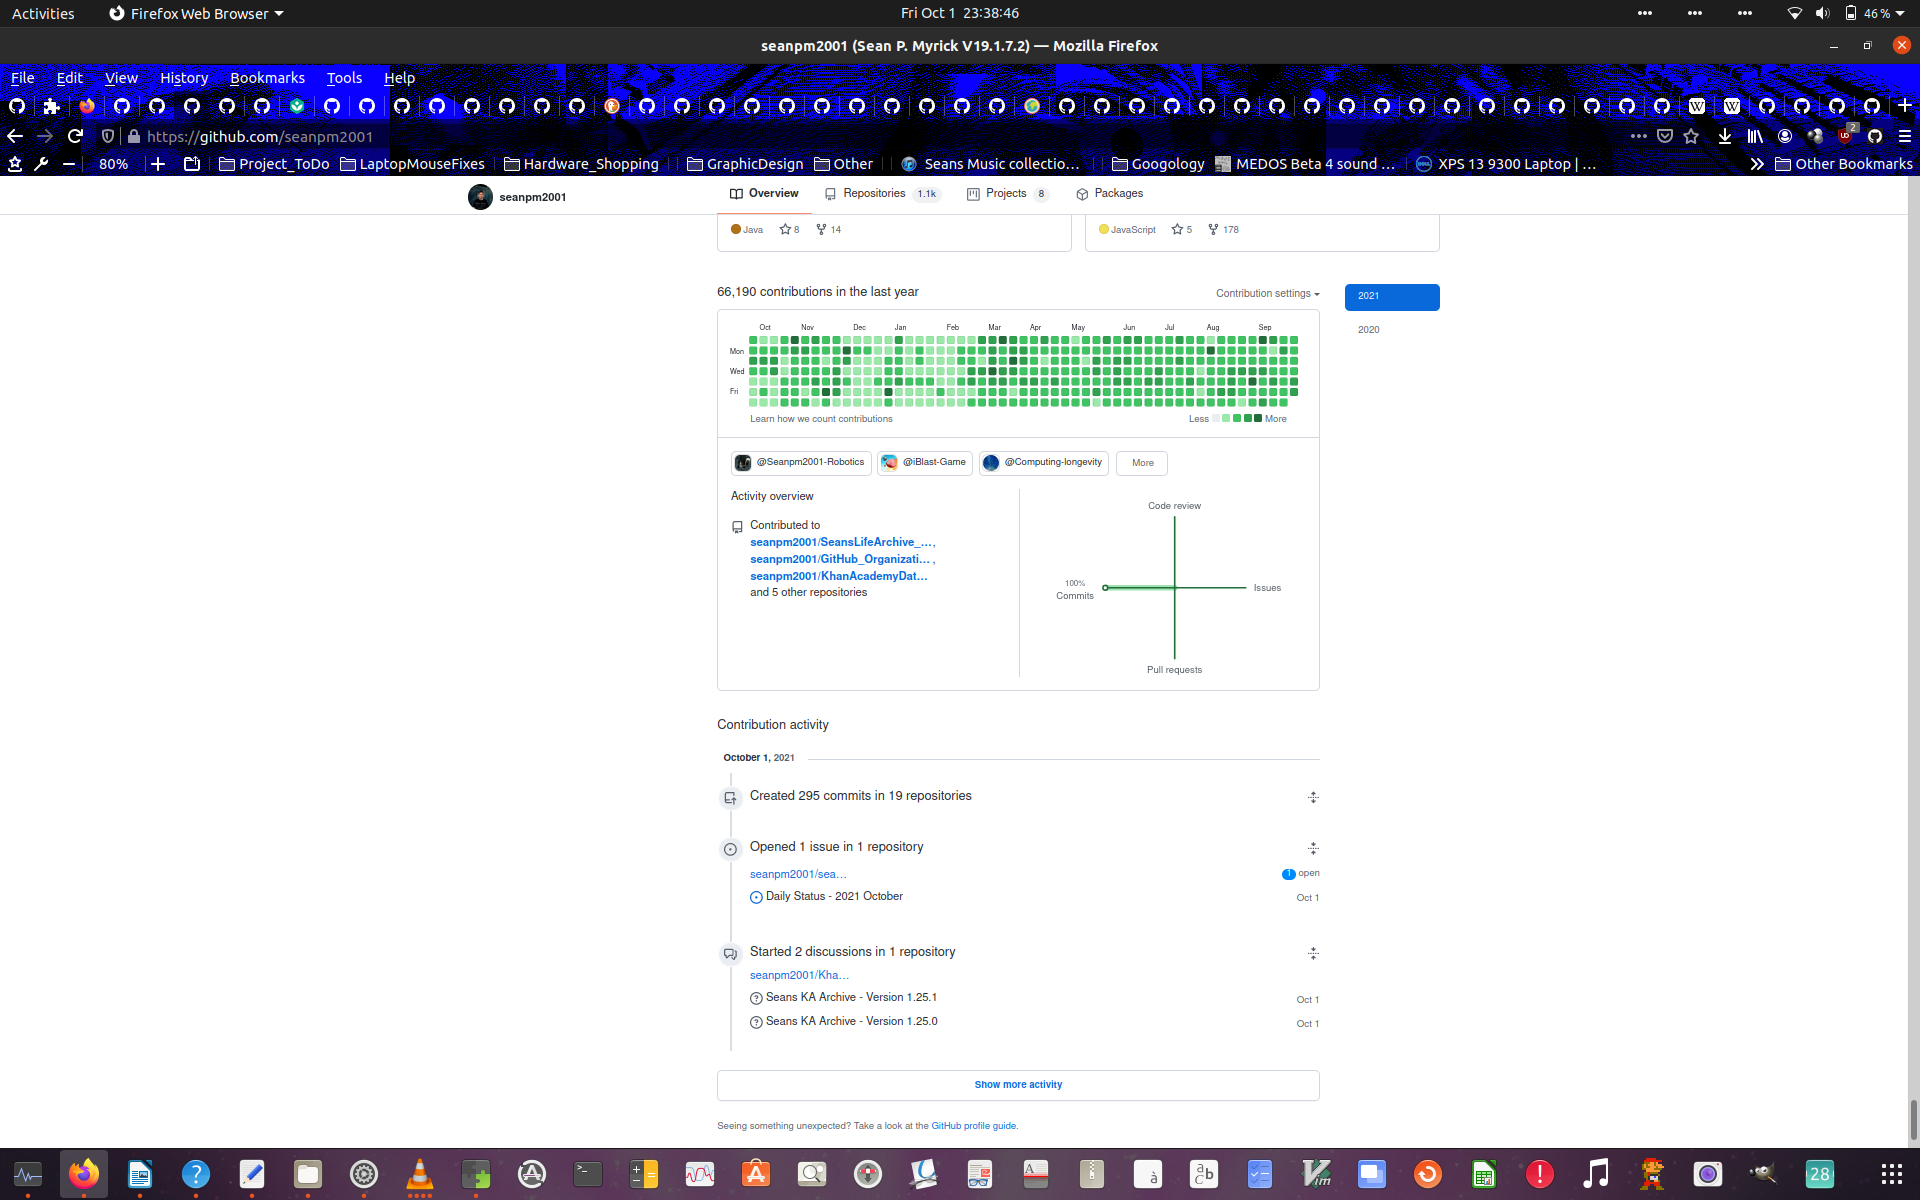 Activities
Firefox Web Browser
Fri Oct 1 23:38:46
46 %
seanpm2001 (Sean P. Myrick V19.1.7.2) — Mozilla Firefox
File Edit View History Bookmarks Tools Help
https://github.com/seanpm2001
2
80%
Project_ToDo
LaptopMouseFixes
Hardware_Shopping
GraphicDesign
Other
Seans Music collectio…
Googology
MEDOS Beta 4 sound …
XPS 13 9300 Laptop | …
Other Bookmarks
seanpm2001
Overview
Repositories 1.1k
Projects 8
Packages
Java 8 14
JavaScript 5 178
66,190 contributions in the last year
Contribution settings
2021
2020
Oct Nov Dec Jan Feb Mar Apr May Jun Jul Aug Sep
Mon
Wed
Fri
Learn how we count contributions
Less More
@Seanpm2001-Robotics
@iBlast-Game
@Computing-longevity
More
Activity overview
Contributed to
seanpm2001/SeansLifeArchive_… ,
seanpm2001/GitHub_Organizati… ,
seanpm2001/KhanAcademyDat…
and 5 other repositories
Code review
100%
Commits
Issues
Pull requests
Contribution activity
October 1, 2021
Created 295 commits in 19 repositories
Opened 1 issue in 1 repository
seanpm2001/sea…
1 open
Daily Status - 2021 October
Oct 1
Started 2 discussions in 1 repository
seanpm2001/Kha…
Seans KA Archive - Version 1.25.1
Oct 1
Seans KA Archive - Version 1.25.0
Oct 1
Show more activity
Seeing something unexpected? Take a look at the GitHub profile guide.
28